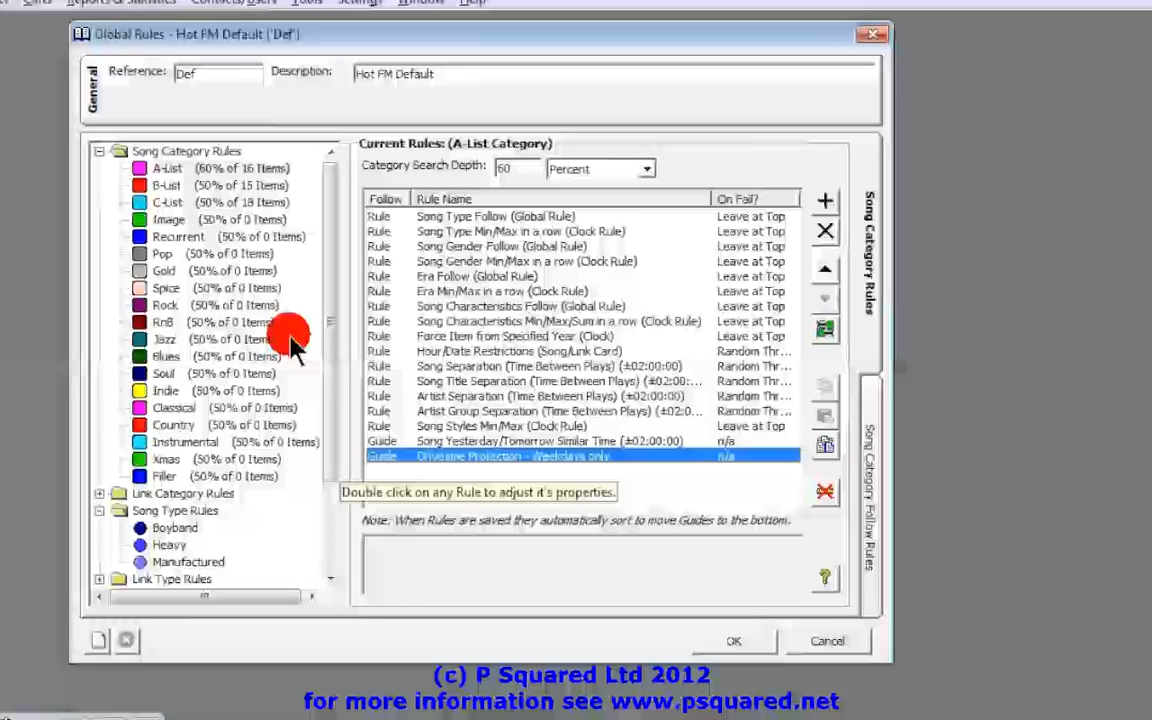 Clocks Reports & Statistics Contacts/Users Tools Settings Window Help
Global Rules - Hot FM Default ('Def')
General
Reference: Def Description: Hot FM Default
Song Category Rules
A-List (60% of 16 Items)
B-List (50% of 15 Items)
C-List (50% of 18 Items)
Image (50% of 0 Items)
Recurrent (50% of 0 Items)
Pop (50% of 0 Items)
Gold (50% of 0 Items)
Spice (50% of 0 Items)
Rock (50% of 0 Items)
RnB (50% of 0 Items)
Jazz (50% of 0 Items)
Blues (50% of 0 Items)
Soul (50% of 0 Items)
Indie (50% of 0 Items)
Classical (50% of 0 Items)
Country (50% of 0 Items)
Instrumental (50% of 0 Items)
Xmas (50% of 0 Items)
Filler (50% of 0 Items)
Link Category Rules
Song Type Rules
Boyband
Heavy
Manufactured
Link Type Rules
Current Rules: (A-List Category)
Category Search Depth: 60 Percent
Follow Rule Name On Fail?
Rule Song Type Follow (Global Rule) Leave at Top
Rule Song Type Min/Max in a row (Clock Rule) Leave at Top
Rule Song Gender Follow (Global Rule) Leave at Top
Rule Song Gender Min/Max in a row (Clock Rule) Leave at Top
Rule Era Follow (Global Rule) Leave at Top
Rule Era Min/Max in a row (Clock Rule) Leave at Top
Rule Song Characteristics Follow (Global Rule) Leave at Top
Rule Song Characteristics Min/Max/Sum in a row (Clock Rule) Leave at Top
Rule Force Item from Specified Year (Clock) Leave at Top
Rule Hour/Date Restrictions (Song/Link Card) Random Thr...
Rule Song Separation (Time Between Plays) (±02:00:... Random Thr...
Rule Song Title Separation (Time Between Plays) (±02:00:... Random Thr...
Rule Artist Separation (Time Between Plays) (±02:00:... Random Thr...
Rule Artist Group Separation (Time Between Plays) (±02:0... Random Thr...
Rule Song Styles Min/Max (Clock Rule) Leave at Top
Guide Song Yesterday/Tomorrow Similar Time (±02:00:00) n/a
Guide Drivetime Protection - Weekdays only n/a
Double click on any Rule to adjust it's properties.
Note: When Rules are saved they automatically sort to move Guides to the bottom.
Song Category Rules
Song Category Follow Rules
OK Cancel
(c) P Squared Ltd 2012
for more information see www.psquared.net